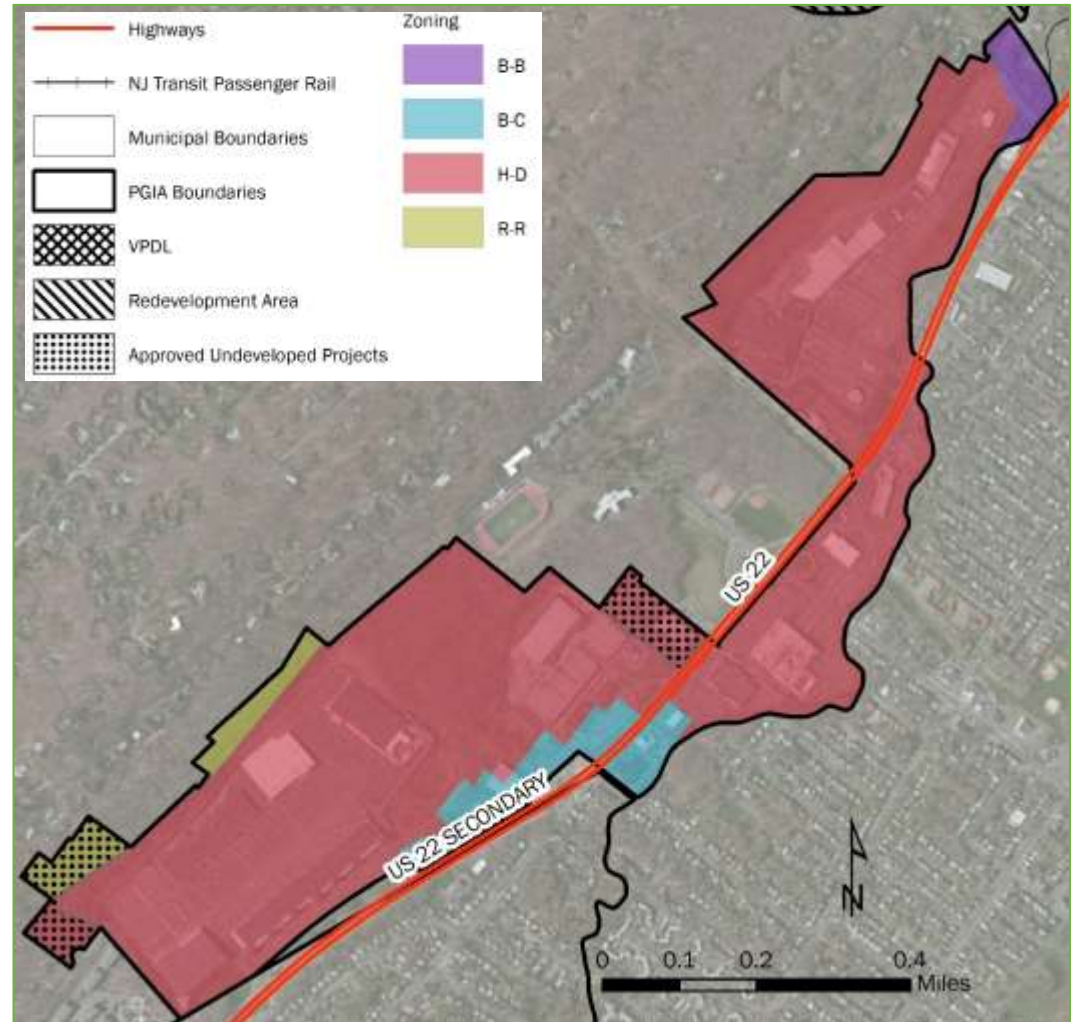 Highways
NJ Transit Passenger Rail
Municipal Boundaries
PGIA Boundaries
VPDL
Redevelopment Area
Approved Undeveloped Projects
Zoning
B-B
B-C
H-D
R-R
US 22
US 22 SECONDARY
N
0 0.1 0.2 0.4
Miles